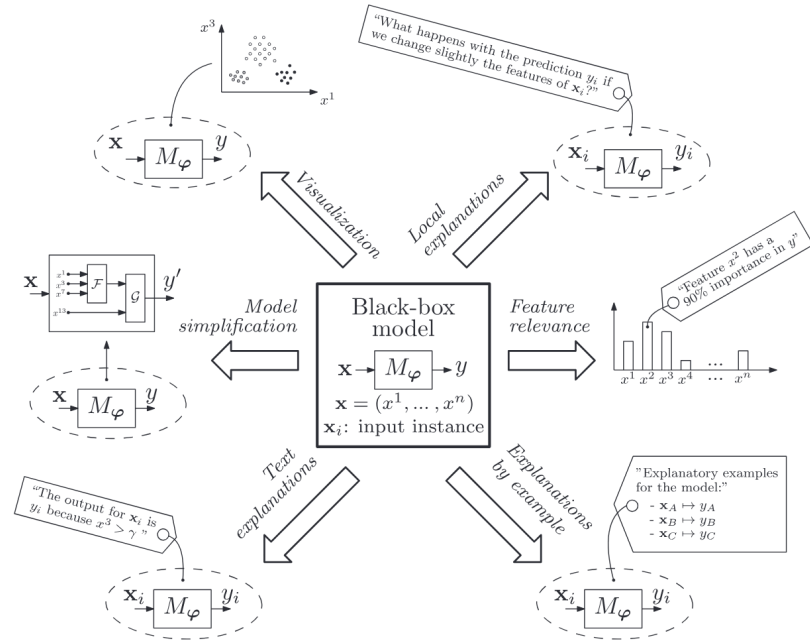 x³
x¹
x
y
M_φ
Visualization
“What happens with the prediction yᵢ if
we change slightly the features of xᵢ?”
xᵢ
yᵢ
M_φ
Local
explanations
x
x¹
x³
x⁷
x¹³
F
G
y′
Model
simplification
x
y
M_φ
Black-box
model
x
M_φ
y
x = (x¹, ... , xⁿ)
xᵢ: input instance
Feature
relevance
“Feature x² has a
90% importance in y”
x¹ x² x³ x⁴ ... xⁿ
...
Text
explanations
“The output for xᵢ is
yᵢ because x³ > γ ”
xᵢ
yᵢ
M_φ
Explanations
by example
”Explanatory examples
for the model:”
- x_A ↦ y_A
- x_B ↦ y_B
- x_C ↦ y_C
xᵢ
yᵢ
M_φ